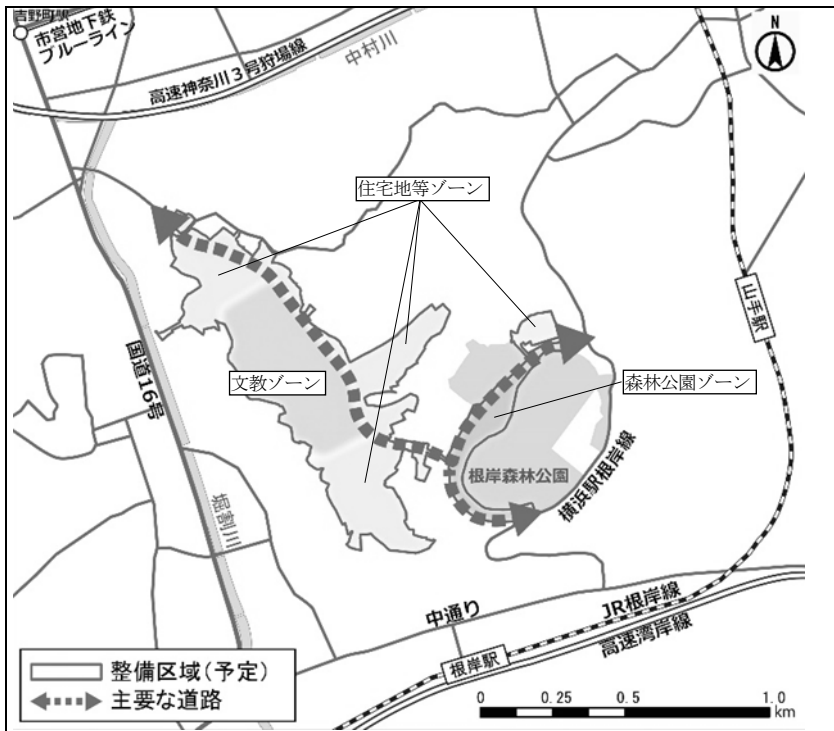 吉野町駅
市営地下鉄
ブルーライン
高速神奈川3号狩場線
中村川
N
住宅地等ゾーン
山手駅
国道16号
文教ゾーン
森林公園ゾーン
根岸森林公園
横浜駅根岸線
堀割川
中通り
JR根岸線
高速湾岸線
根岸駅
整備区域(予定)
主要な道路
0 0.25 0.5 1.0
km